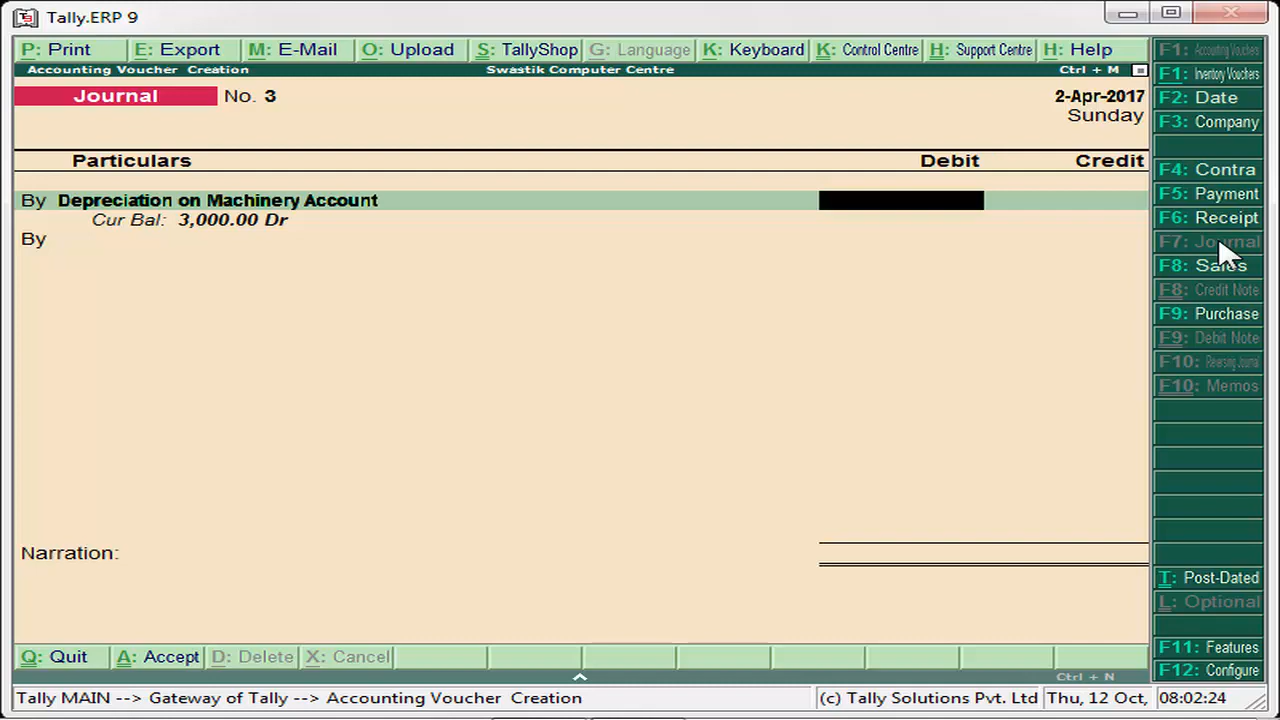 Tally.ERP 9
P: Print E: Export M: E-Mail O: Upload S: TallyShop G: Language K: Keyboard K: Control Centre H: Support Centre H: Help
Accounting Voucher Creation Swastik Computer Centre Ctrl + M
Journal No. 3 2-Apr-2017
Sunday
Particulars Debit Credit
By Depreciation on Machinery Account
Cur Bal: 3,000.00 Dr
By
Narration:
F1: Accounting Vouchers
F1: Inventory Vouchers
F2: Date
F3: Company
F4: Contra
F5: Payment
F6: Receipt
F7: Journal
F8: Sales
F8: Credit Note
F9: Purchase
F9: Debit Note
F10: Reversing Journal
F10: Memos
T: Post-Dated
L: Optional
F11: Features
F12: Configure
Q: Quit A: Accept D: Delete X: Cancel
Ctrl + N
Tally MAIN --> Gateway of Tally --> Accounting Voucher Creation (c) Tally Solutions Pvt. Ltd Thu, 12 Oct, 08:02:24